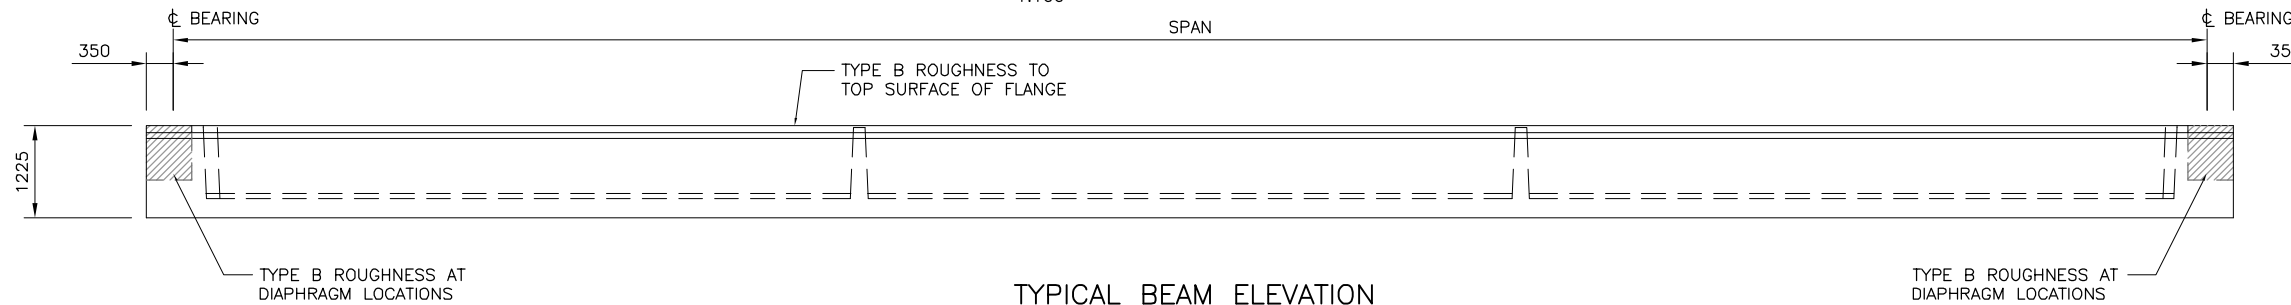 ℄ BEARING
SPAN
℄ BEARING
350
TYPE B ROUGHNESS TO
TOP SURFACE OF FLANGE
1225
TYPE B ROUGHNESS AT
DIAPHRAGM LOCATIONS
TYPICAL BEAM ELEVATION
TYPE B ROUGHNESS AT
DIAPHRAGM LOCATIONS